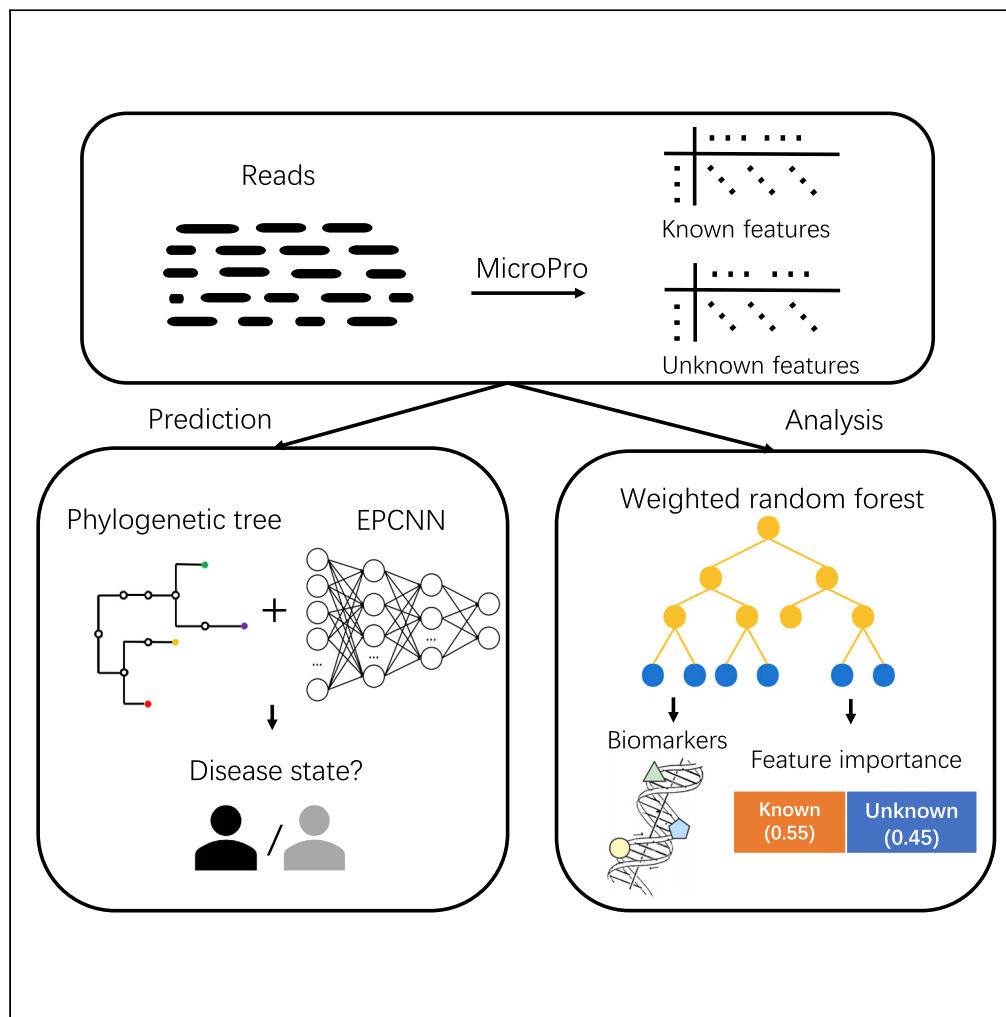 Reads
MicroPro
Known features
Unknown features
Prediction
Analysis
Phylogenetic tree
EPCNN
+
...
...
...
Disease state?
/
Weighted random forest
Biomarkers
Feature importance
Known
(0.55)
Unknown
(0.45)